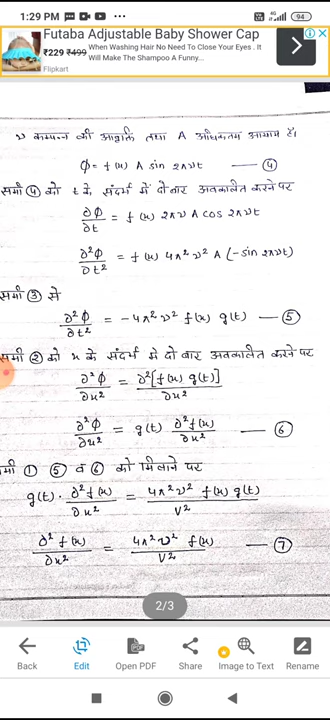 1:29 PM
94
Futaba Adjustable Baby Shower Cap
₹229 ₹499 When Washing Hair No Need To Close Your Eyes . It
Will Make The Shampoo A Funny...
Flipkart
ν कम्पन की आवृत्ति तथा A अधिकतम आयाम है।
Φ = f(x) A sin 2πνt — ④
समी ④ को t के संदर्भ में दो बार अवकलित करने पर
∂Φ/∂t = f(x) 2πν A cos 2πνt
∂²Φ/∂t² = f(x) 4π²ν² A (-sin 2πνt)
समी ③ से
∂²Φ/∂t² = -4π²ν² f(x) g(t) — ⑤
समी ② को x के संदर्भ में दो बार अवकलित करने पर
∂²Φ/∂x² = ∂²[f(x) g(t)]/∂x²
∂²Φ/∂x² = g(t) ∂²f(x)/∂x² — ⑥
समी ① ⑤ व ⑥ को मिलाने पर
g(t) · ∂²f(x)/∂x² = 4π²ν² f(x) g(t)/V²
∂²f(x)/∂x² = 4π²ν² f(x)/V² — ⑦
2/3
Back Edit Open PDF Share Image to Text Rename